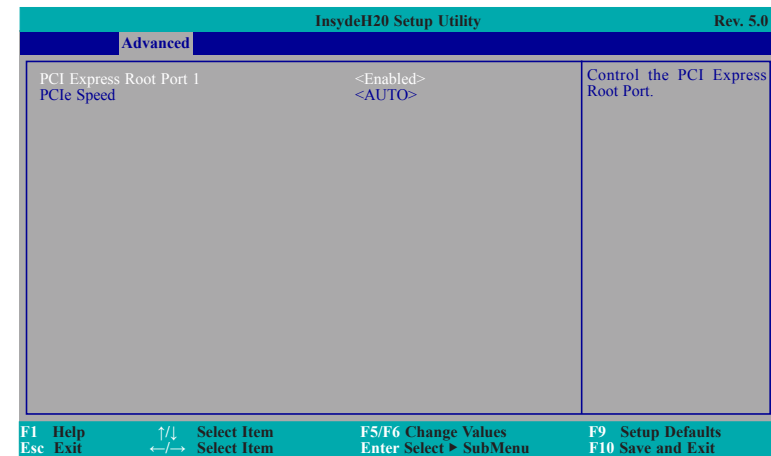 InsydeH20 Setup Utility Rev. 5.0
Advanced
PCI Express Root Port 1 <Enabled>
PCIe Speed <AUTO>
Control the PCI Express
Root Port.
F1 Help ↑/↓ Select Item F5/F6 Change Values F9 Setup Defaults
Esc Exit ←/→ Select Item Enter Select ▶ SubMenu F10 Save and Exit